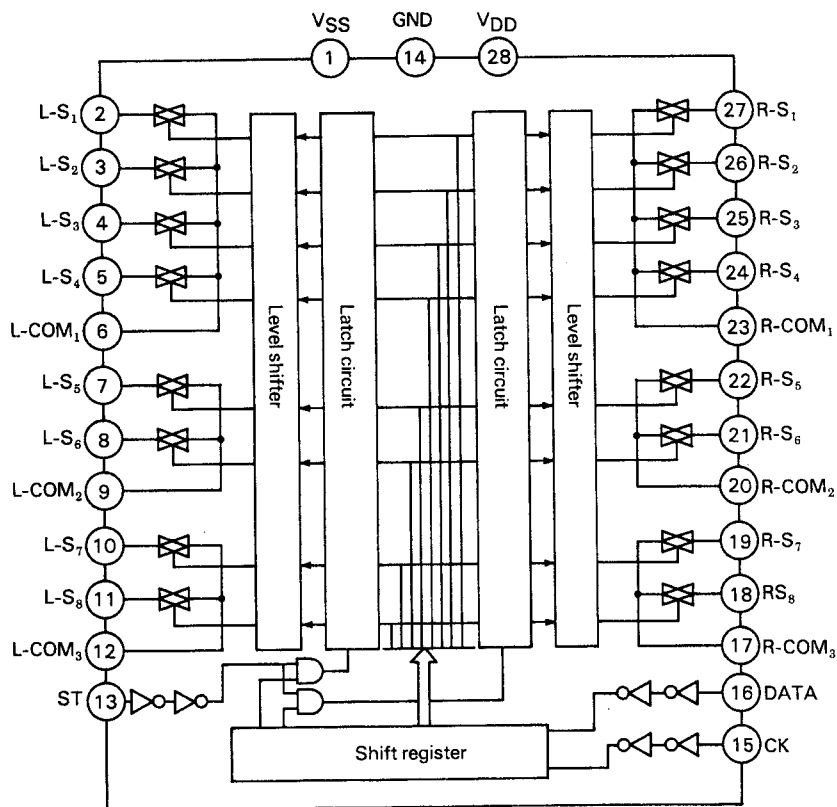 VSS GND VDD
1 14 28
L-S1 2 27 R-S1
L-S2 3 26 R-S2
L-S3 4 25 R-S3
L-S4 5 24 R-S4
L-COM1 6 23 R-COM1
Level shifter
Latch circuit
Latch circuit
Level shifter
L-S5 7 22 R-S5
L-S6 8 21 R-S6
L-COM2 9 20 R-COM2
L-S7 10 19 R-S7
L-S8 11 18 RS8
L-COM3 12 17 R-COM3
ST 13 16 DATA
Shift register 15 CK